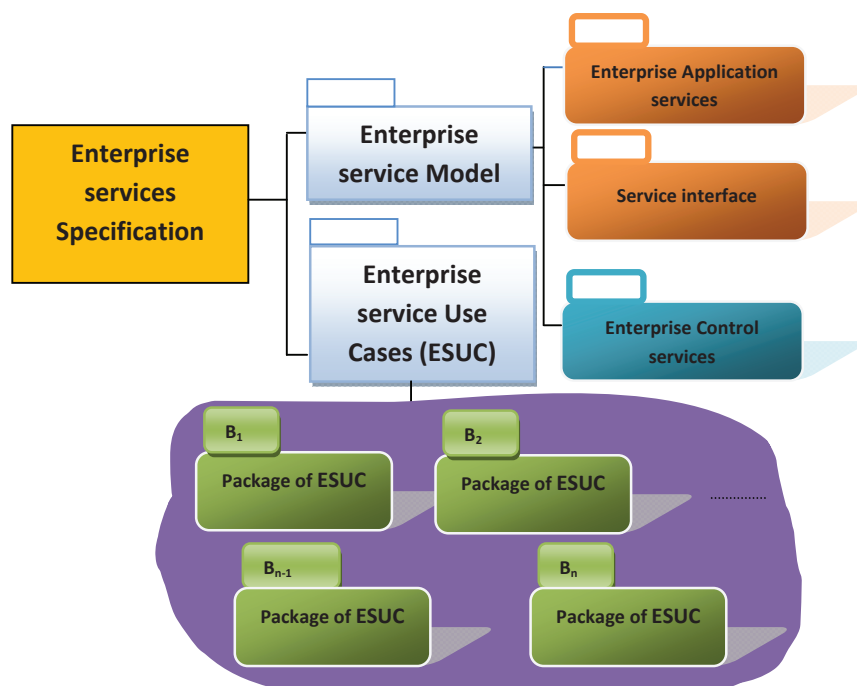 Enterprise
services
Specification
Enterprise
service Model
Enterprise
service Use
Cases (ESUC)
Enterprise Application
services
Service interface
Enterprise Control
services
B1
Package of ESUC
B2
Package of ESUC
................
Bn-1
Package of ESUC
Bn
Package of ESUC